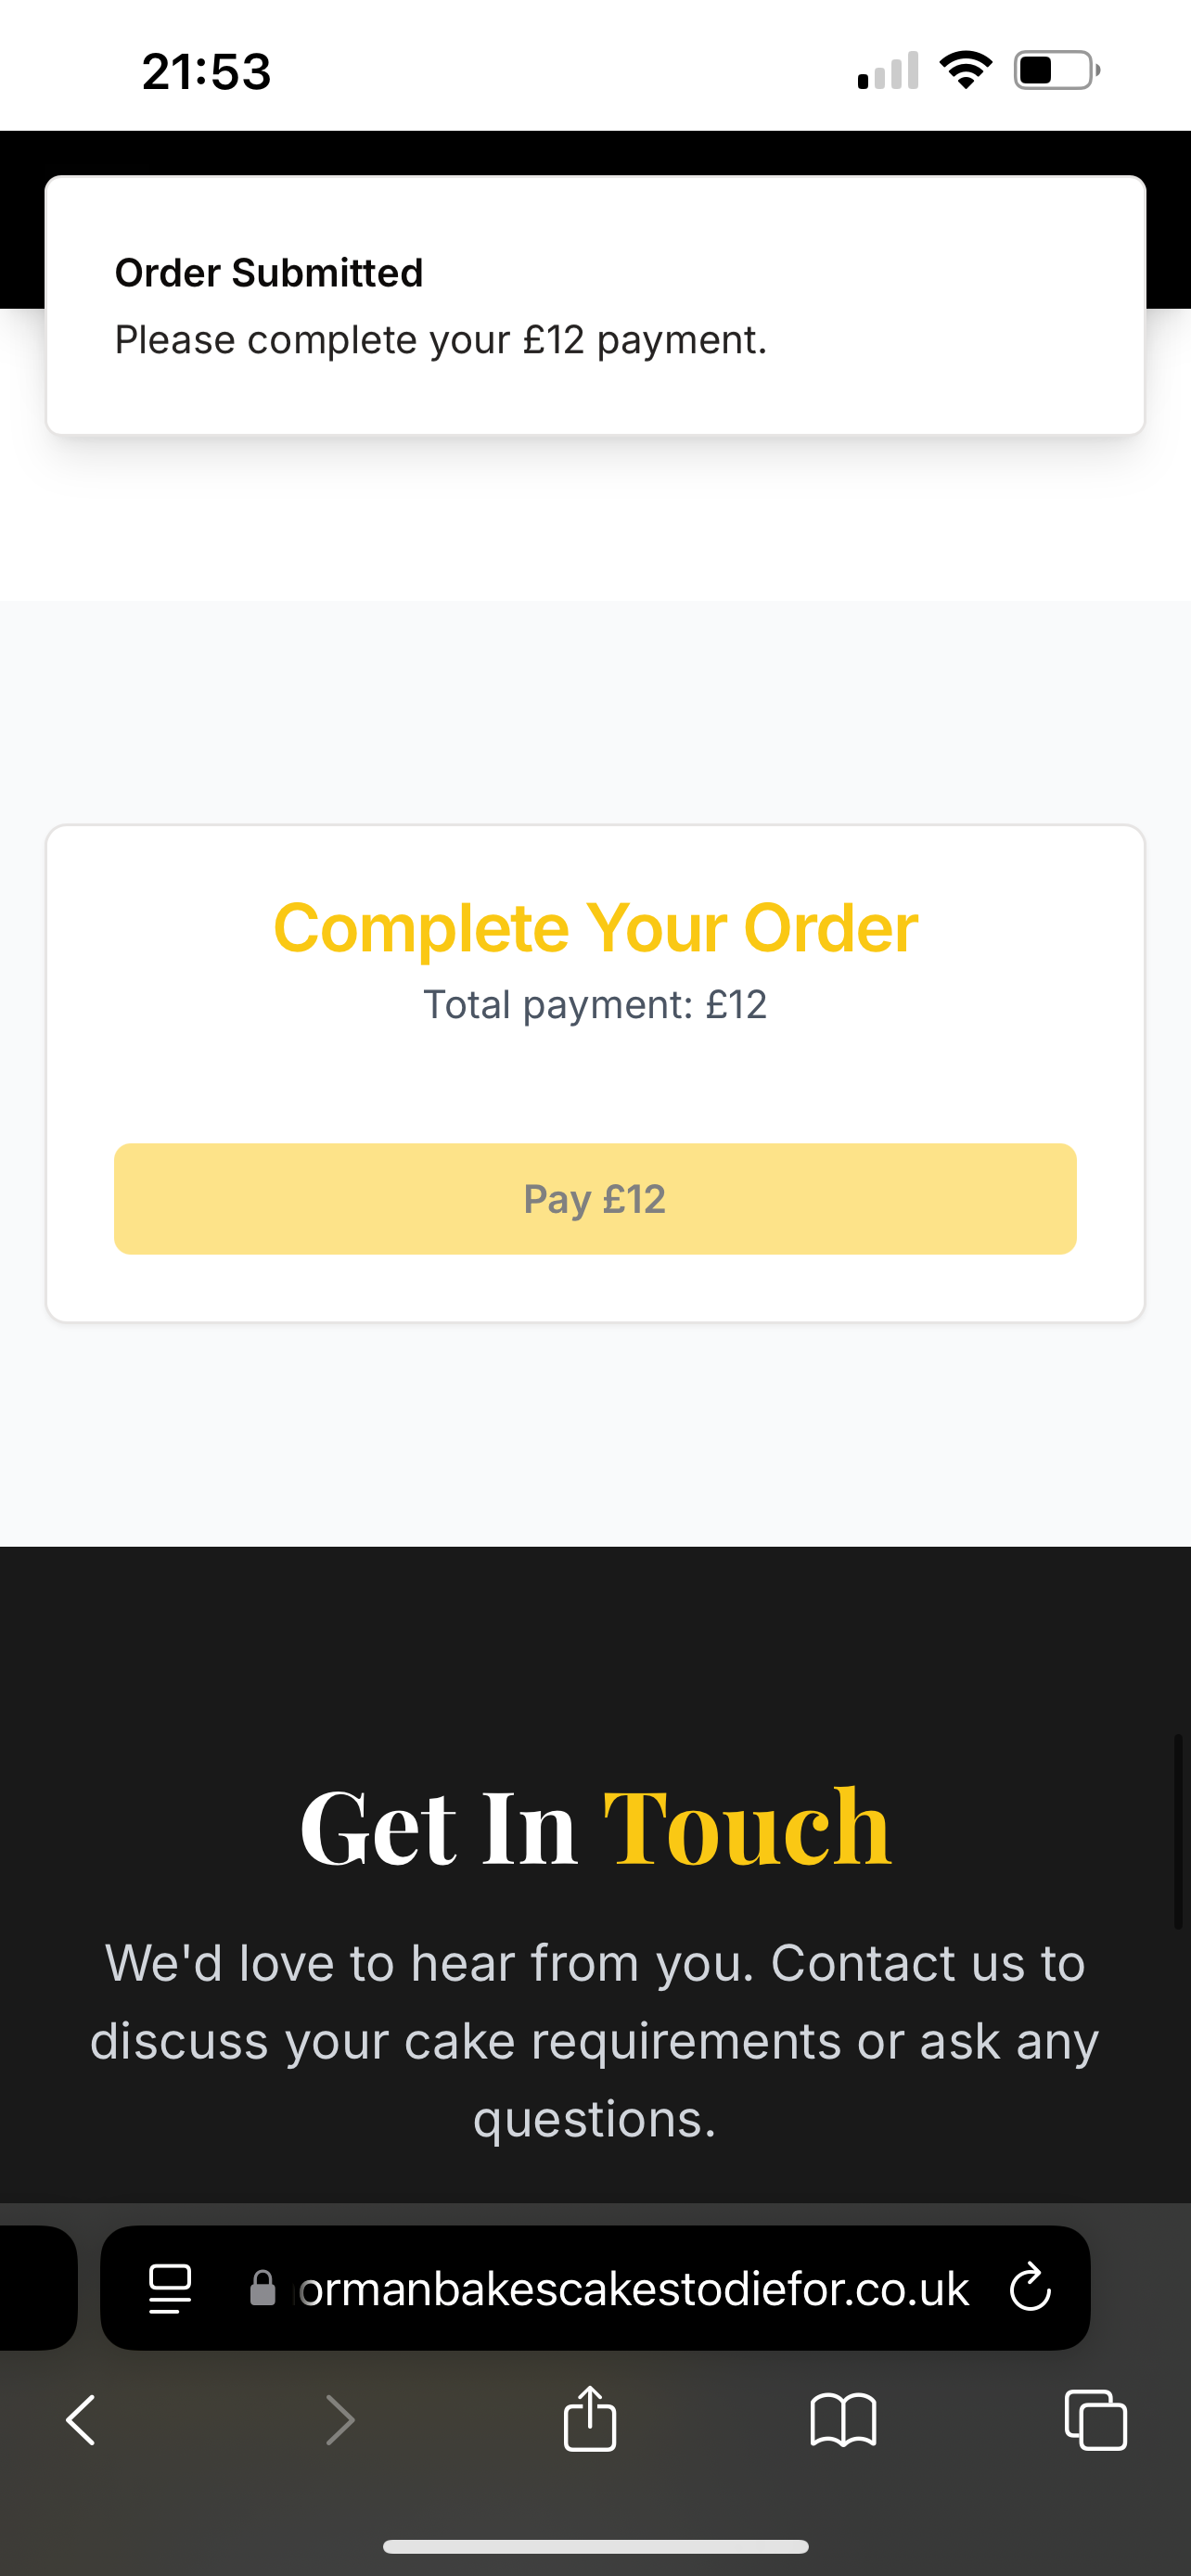 21:53
Order Submitted
Please complete your £12 payment.
Complete Your Order
Total payment: £12
Pay £12
Get In Touch
We'd love to hear from you. Contact us to
discuss your cake requirements or ask any
questions.
ormanbakescakestodiefor.co.uk